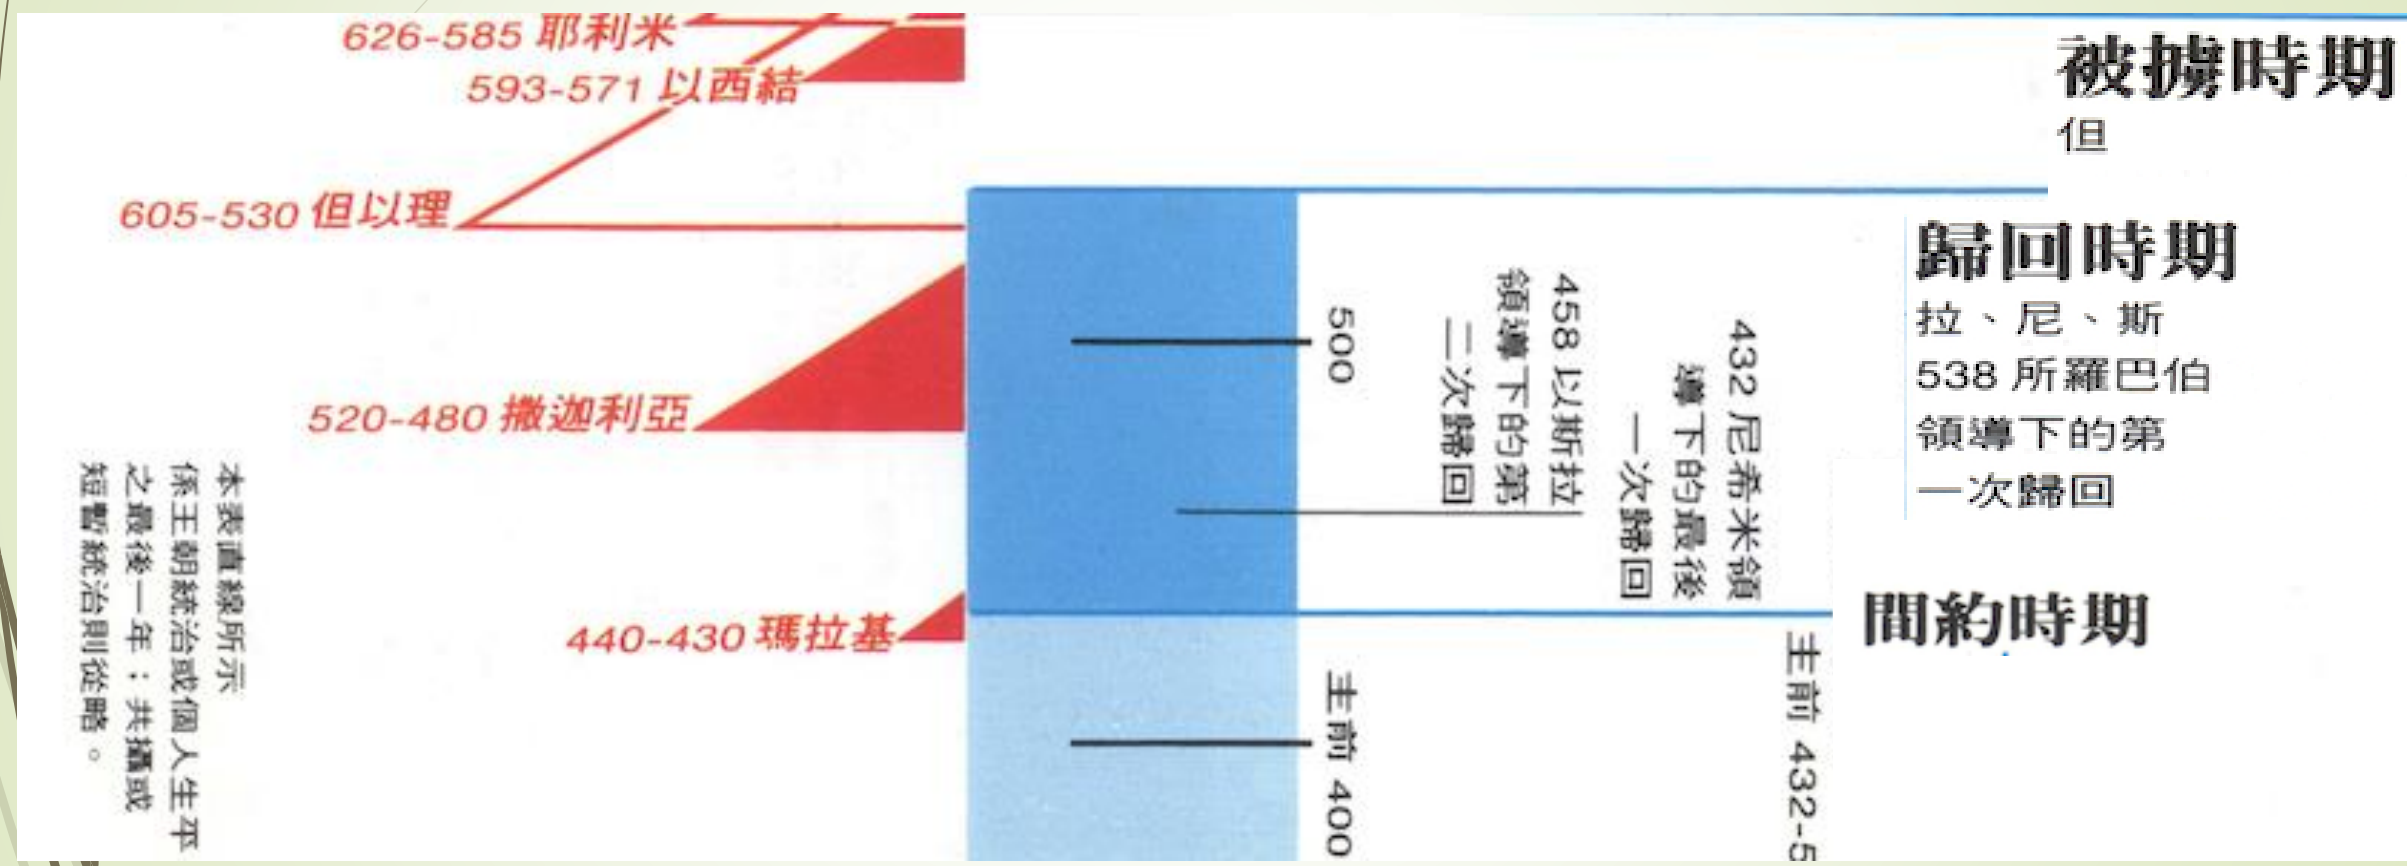 626-585 耶利米
593-571 以西結
605-530 但以理
520-480 撒迦利亞
440-430 瑪拉基
本表直線所示
係王朝統治或個人生平
之最後一年；共攝或
短暫統治則從略。
500
主前 400
458 以斯拉
領導下的第
二次歸回
432 尼希米領
導下的最後
一次歸回
主前 432-5
被擄時期
但
歸回時期
拉、尼、斯
538 所羅巴伯
領導下的第
一次歸回
間約時期